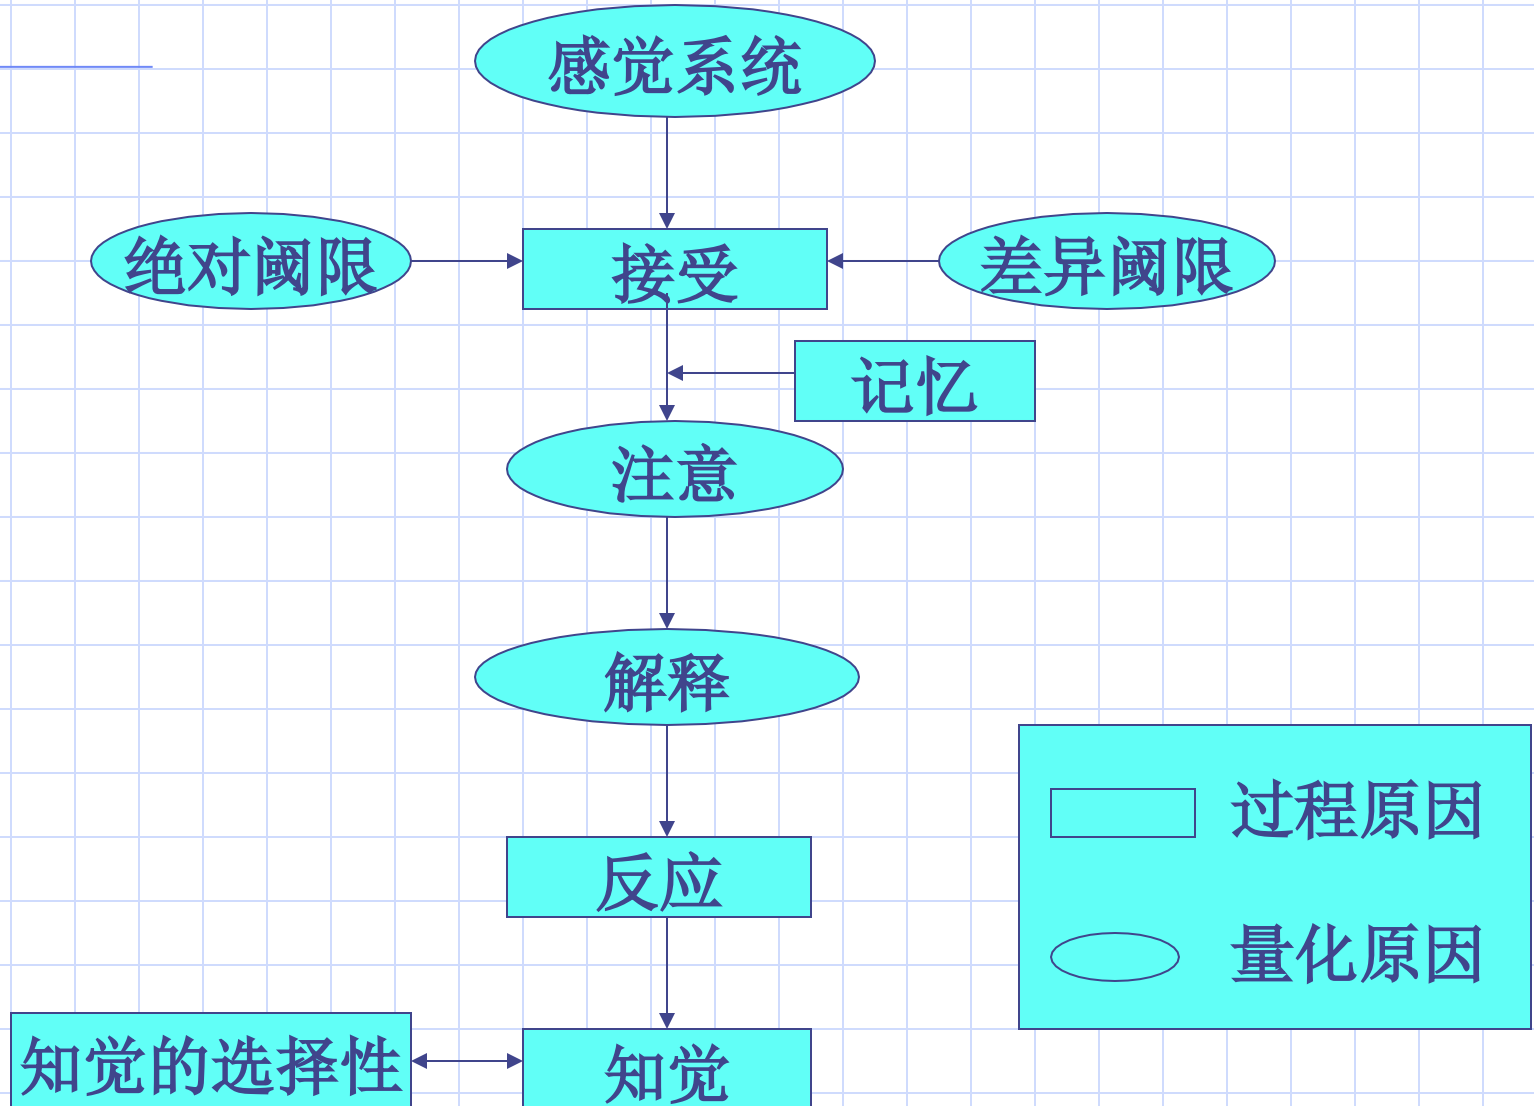 感觉系统
绝对阈限
接受
差异阈限
记忆
注意
解释
过程原因
反应
量化原因
知觉的选择性
知觉